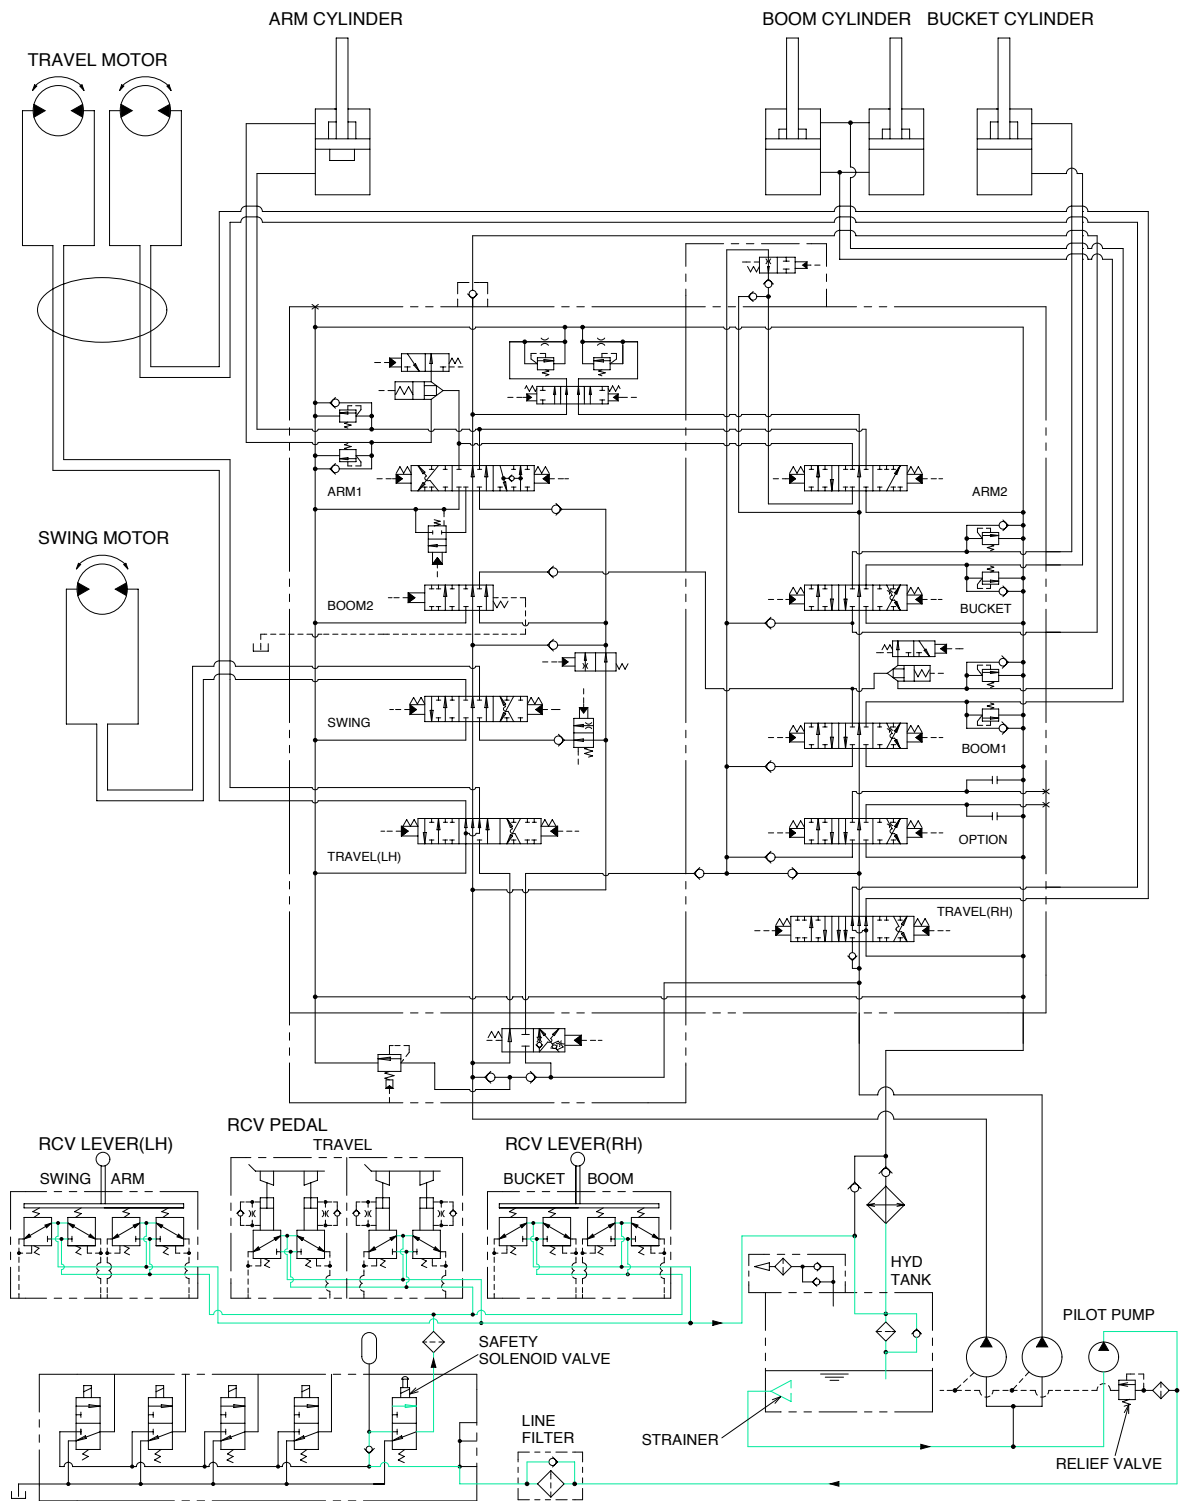 ARM CYLINDER
BOOM CYLINDER
BUCKET CYLINDER
TRAVEL MOTOR
ARM1
ARM2
SWING MOTOR
BOOM2
BUCKET
SWING
BOOM1
TRAVEL(LH)
OPTION
TRAVEL(RH)
RCV LEVER(LH)
SWING
ARM
RCV PEDAL
TRAVEL
RCV LEVER(RH)
BUCKET
BOOM
HYD
TANK
PILOT PUMP
SAFETY
SOLENOID VALVE
LINE
FILTER
STRAINER
RELIEF VALVE